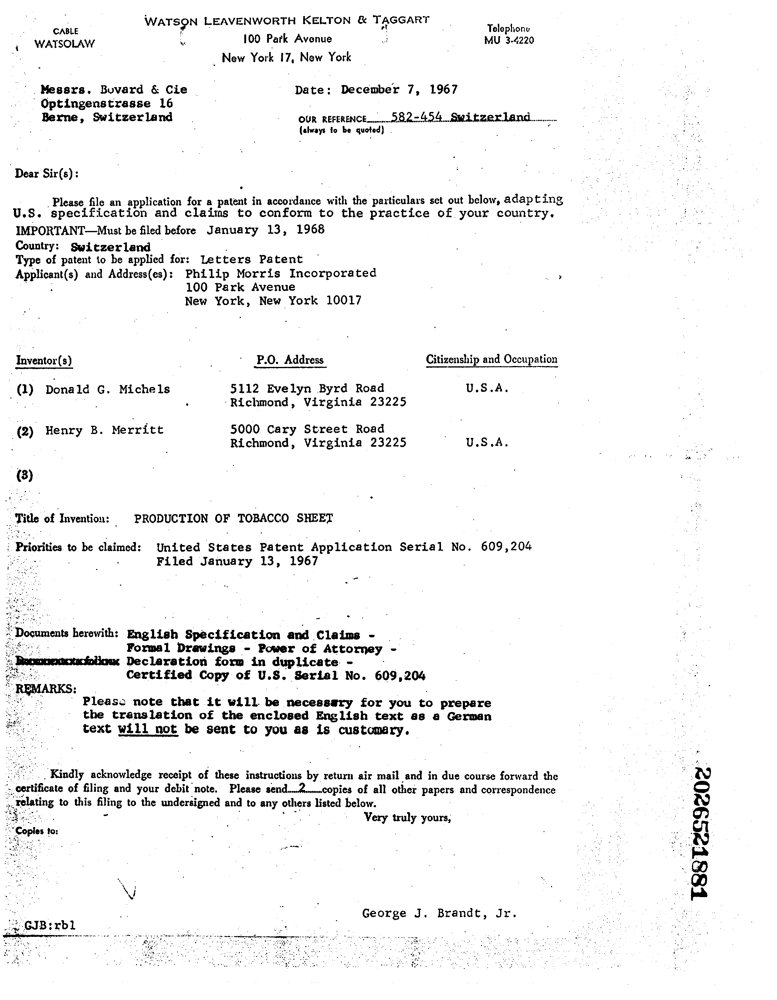 WATSON LEAVENWORTH KELTON & TAGGART
CABLE
WATSOLAW
100 Park Avenue
New York 17, New York
Telephone
MU 3-4220
Messrs. Bovard & Cie
Optingenstrasse 16
Berne, Switzerland
Date: December 7, 1967
OUR REFERENCE 582-454 Switzerland
(always to be quoted)
Dear Sir(s):
Please file an application for a patent in accordance with the particulars set out below, adapting
U.S. specification and claims to conform to the practice of your country.
IMPORTANT—Must be filed before January 13, 1968
Country: Switzerland
Type of patent to be applied for: Letters Patent
Applicant(s) and Address(es): Philip Morris Incorporated
100 Park Avenue
New York, New York 10017
Inventor(s) P.O. Address Citizenship and Occupation
(1) Donald G. Michels 5112 Evelyn Byrd Road U.S.A.
Richmond, Virginia 23225
(2) Henry B. Merritt 5000 Cary Street Road
Richmond, Virginia 23225 U.S.A.
(3)
Title of Invention: PRODUCTION OF TOBACCO SHEET
Priorities to be claimed: United States Patent Application Serial No. 609,204
Filed January 13, 1967
Documents herewith: English Specification and Claims -
Formal Drawings - Power of Attorney -
Declaration form in duplicate -
Certified Copy of U.S. Serial No. 609,204
REMARKS:
Please note that it will be necessary for you to prepare
the translation of the enclosed English text as a German
text will not be sent to you as is customary.
Kindly acknowledge receipt of these instructions by return air mail and in due course forward the
certificate of filing and your debit note. Please send 2 copies of all other papers and correspondence
relating to this filing to the undersigned and to any others listed below.
Very truly yours,
Copies to:
George J. Brandt, Jr.
GJB:rbl
2026521881